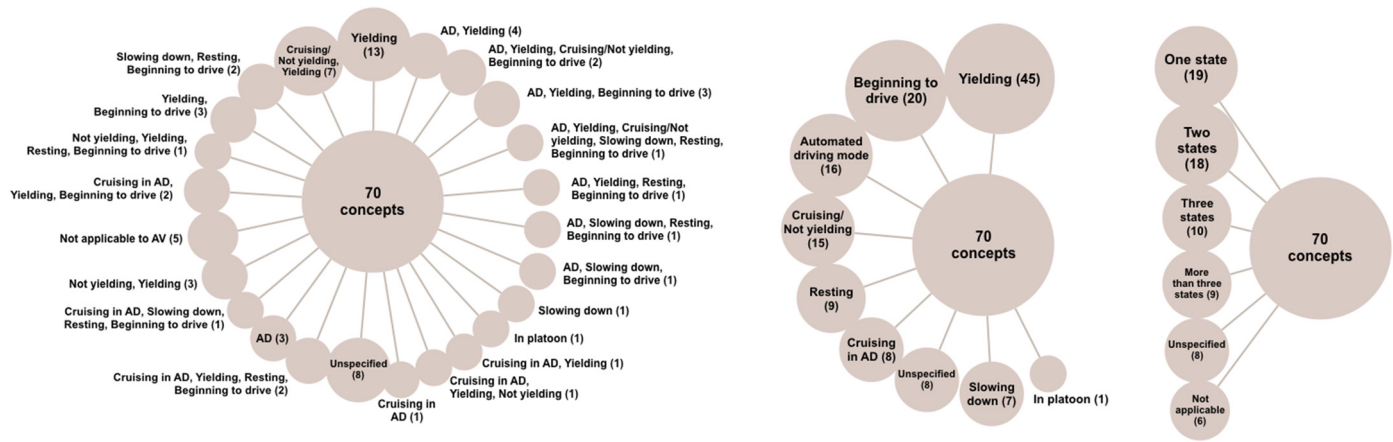 Yielding
(13)
AD, Yielding (4)
AD, Yielding, Cruising/Not yielding,
Beginning to drive (2)
AD, Yielding, Beginning to drive (3)
AD, Yielding, Cruising/Not
yielding, Slowing down, Resting,
Beginning to drive (1)
AD, Yielding, Resting,
Beginning to drive (1)
AD, Slowing down, Resting,
Beginning to drive (1)
AD, Slowing down,
Beginning to drive (1)
Slowing down (1)
In platoon (1)
Cruising in AD, Yielding (1)
Cruising in AD,
Yielding, Not yielding (1)
Cruising in
AD (1)
Unspecified
(8)
Cruising in AD, Yielding, Resting,
Beginning to drive (2)
AD (3)
Cruising in AD, Slowing down,
Resting, Beginning to drive (1)
Not yielding, Yielding (3)
Not applicable to AV (5)
Cruising in AD,
Yielding, Beginning to drive (2)
Not yielding, Yielding,
Resting, Beginning to drive (1)
Yielding,
Beginning to drive (3)
Slowing down, Resting,
Beginning to drive (2)
Cruising/
Not yielding,
Yielding (7)
70
concepts
Yielding (45)
Beginning to
drive (20)
Automated
driving mode
(16)
Cruising/
Not yielding
(15)
Resting
(9)
Cruising
in AD (8)
Unspecified
(8)
Slowing
down (7)
In platoon (1)
70
concepts
One state
(19)
Two
states
(18)
Three
states
(10)
More
than three
states (9)
Unspecified
(8)
Not
applicable
(6)
70
concepts